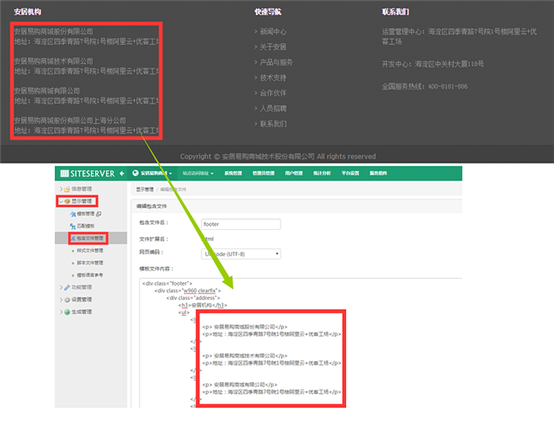 安居机构
安居易购商城股份有限公司
地址：海淀区四季青路7号院1号楼阿里云+优客工场
安居易购商城技术有限公司
地址：海淀区四季青路7号院1号楼阿里云+优客工场
安居易购商城有限公司
地址：海淀区四季青路7号院1号楼阿里云+优客工场
安居易购商城股份有限公司上海分公司
地址：海淀区四季青路7号院1号楼阿里云+优客工场
快速导航
> 新闻中心
> 关于安居
> 产品与服务
> 技术支持
> 合作伙伴
> 人员招聘
> 联系我们
联系我们
运营管理中心：海淀区四季青路7号院1号楼阿里云+优客工场
开发中心：海淀区中关村大厦118号
全国服务热线：400-8181-886
Copyright © 安居易购商城技术股份有限公司 All rights reserved
SITESERVER
安居易购商城
站点访问地址
系统管理
管理员管理
用户管理
统计分析
平台设置
服务组件
信息管理
显示管理
模板管理
匹配模板
包含文件管理
样式文件管理
脚本文件管理
模板语言参考
功能管理
设置管理
生成管理
显示管理 / 编辑包含文件
编辑包含文件
包含文件名：
footer
文件扩展名：
html
网页编码：
Unicode (UTF-8)
模板文件内容：
<div class="footer">
<div class="w960 clearfix">
<div class="address">
<h3>安居机构</h3>
<ul>
<p> 安居易购商城股份有限公司</p>
<p>地址：海淀区四季青路7号院1号楼阿里云+优客工场</p>
<p> 安居易购商城技术有限公司</p>
<p>地址：海淀区四季青路7号院1号楼阿里云+优客工场</p>
<p> 安居易购商城有限公司</p>
<p>地址：海淀区四季青路7号院1号楼阿里云+优客工场</p>